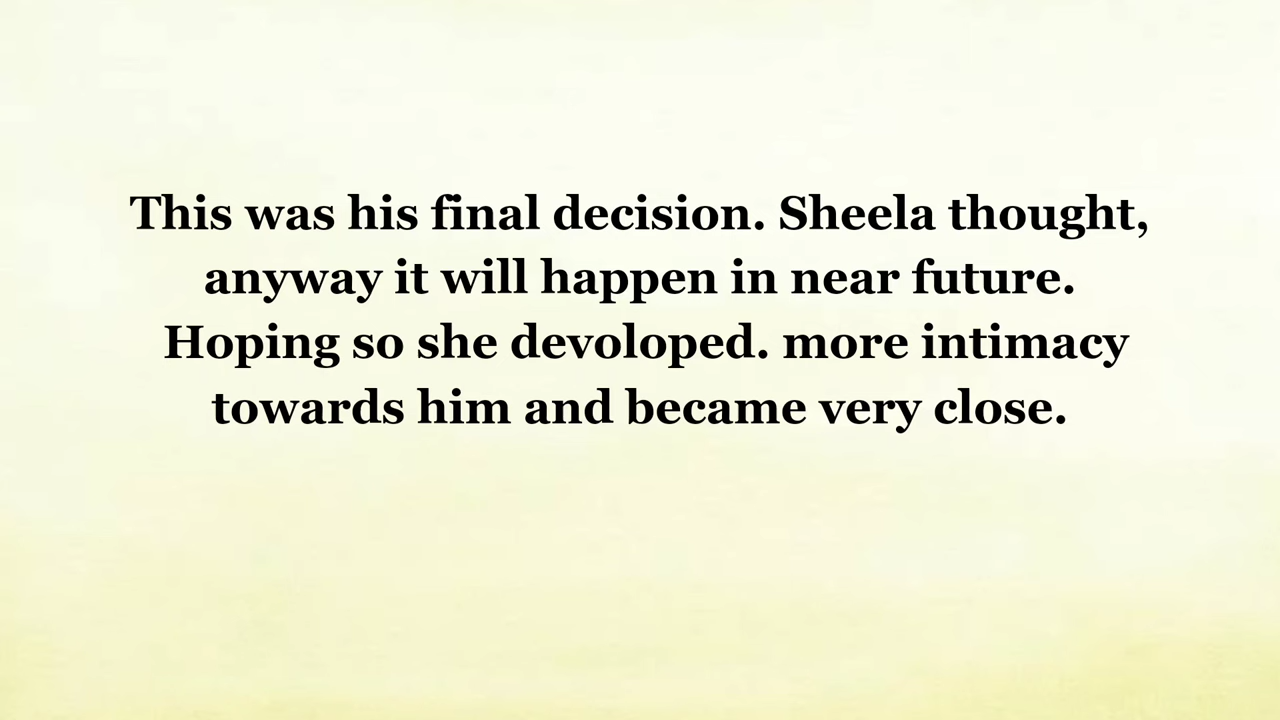 This was his final decision. Sheela thought,
anyway it will happen in near future.
Hoping so she devoloped. more intimacy
towards him and became very close.